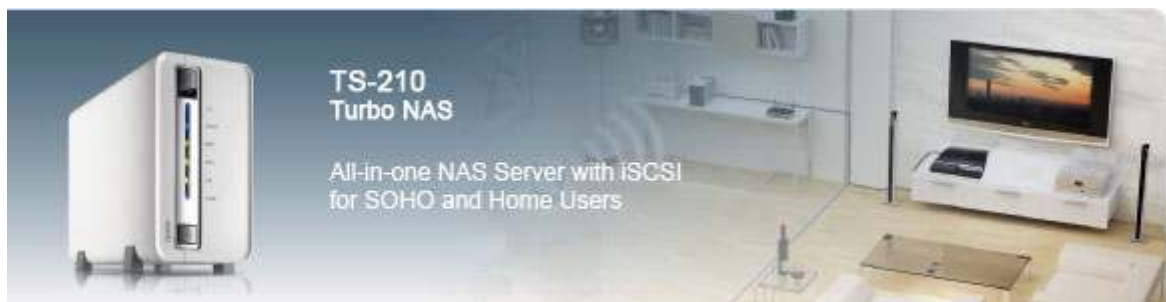 TS-210
Turbo NAS
All-in-one NAS Server with iSCSI
for SOHO and Home Users